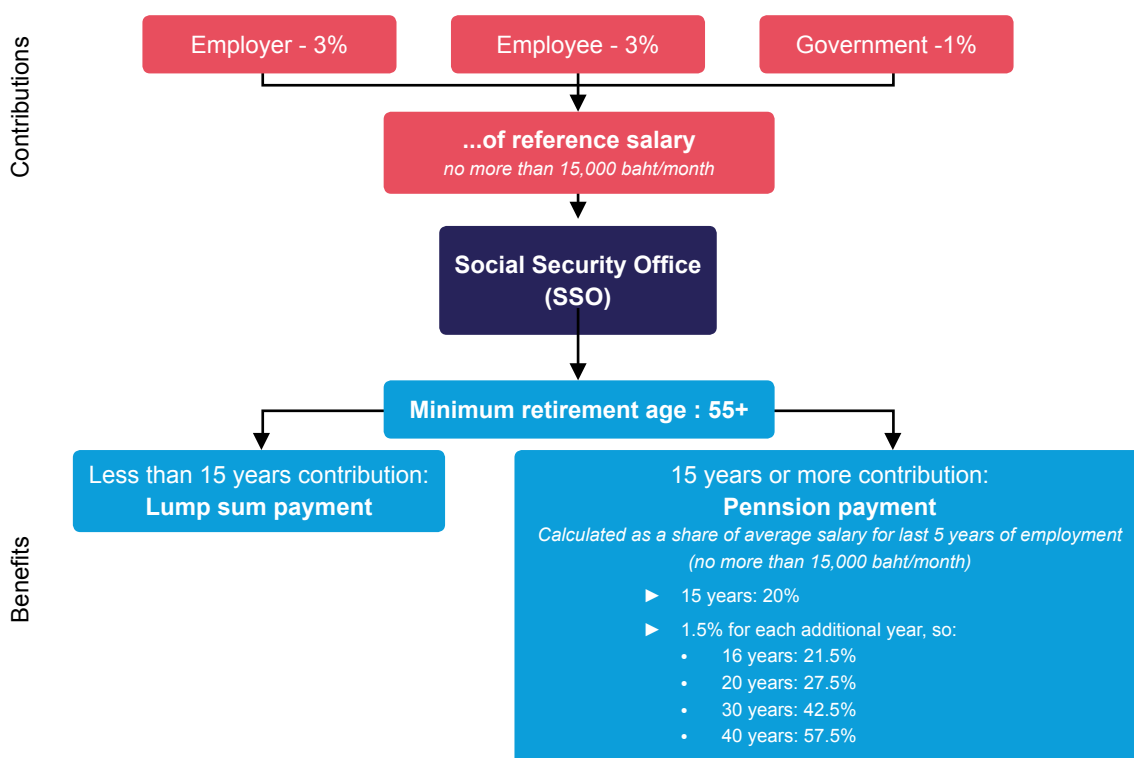 Contributions
Employer - 3%
Employee - 3%
Government -1%
...of reference salary
no more than 15,000 baht/month
Social Security Office
(SSO)
Benefits
Minimum retirement age : 55+
Less than 15 years contribution:
Lump sum payment
15 years or more contribution:
Pennsion payment
Calculated as a share of average salary for last 5 years of employment
(no more than 15,000 baht/month)
► 15 years: 20%
► 1.5% for each additional year, so:
• 16 years: 21.5%
• 20 years: 27.5%
• 30 years: 42.5%
• 40 years: 57.5%